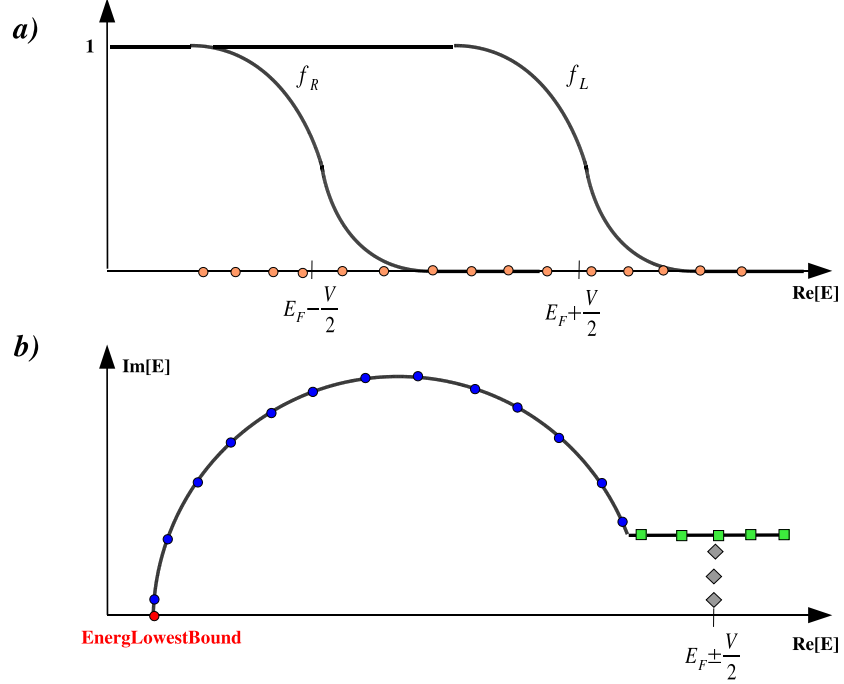 a)
1
f_R
f_L
Re[E]
E_F − V/2
E_F + V/2
b)
Im[E]
EnergLowestBound
Re[E]
E_F ± V/2